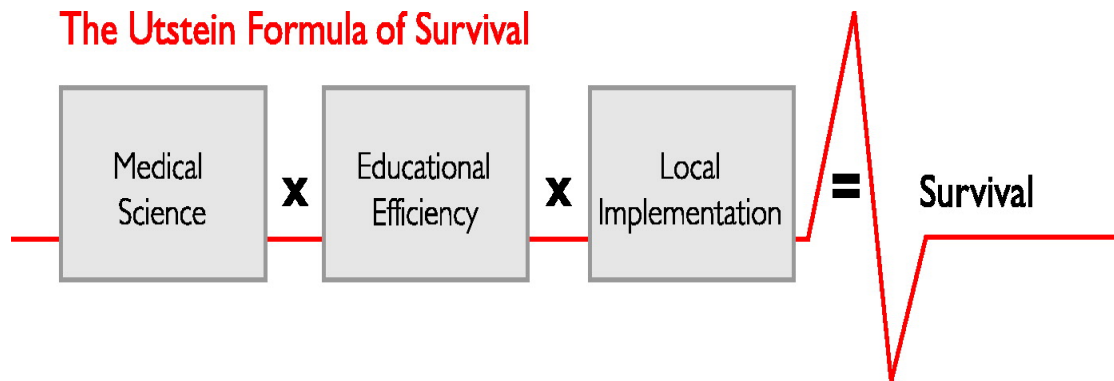 The Utstein Formula of Survival
Medical
Science
x
Educational
Efficiency
x
Local
Implementation
=
Survival